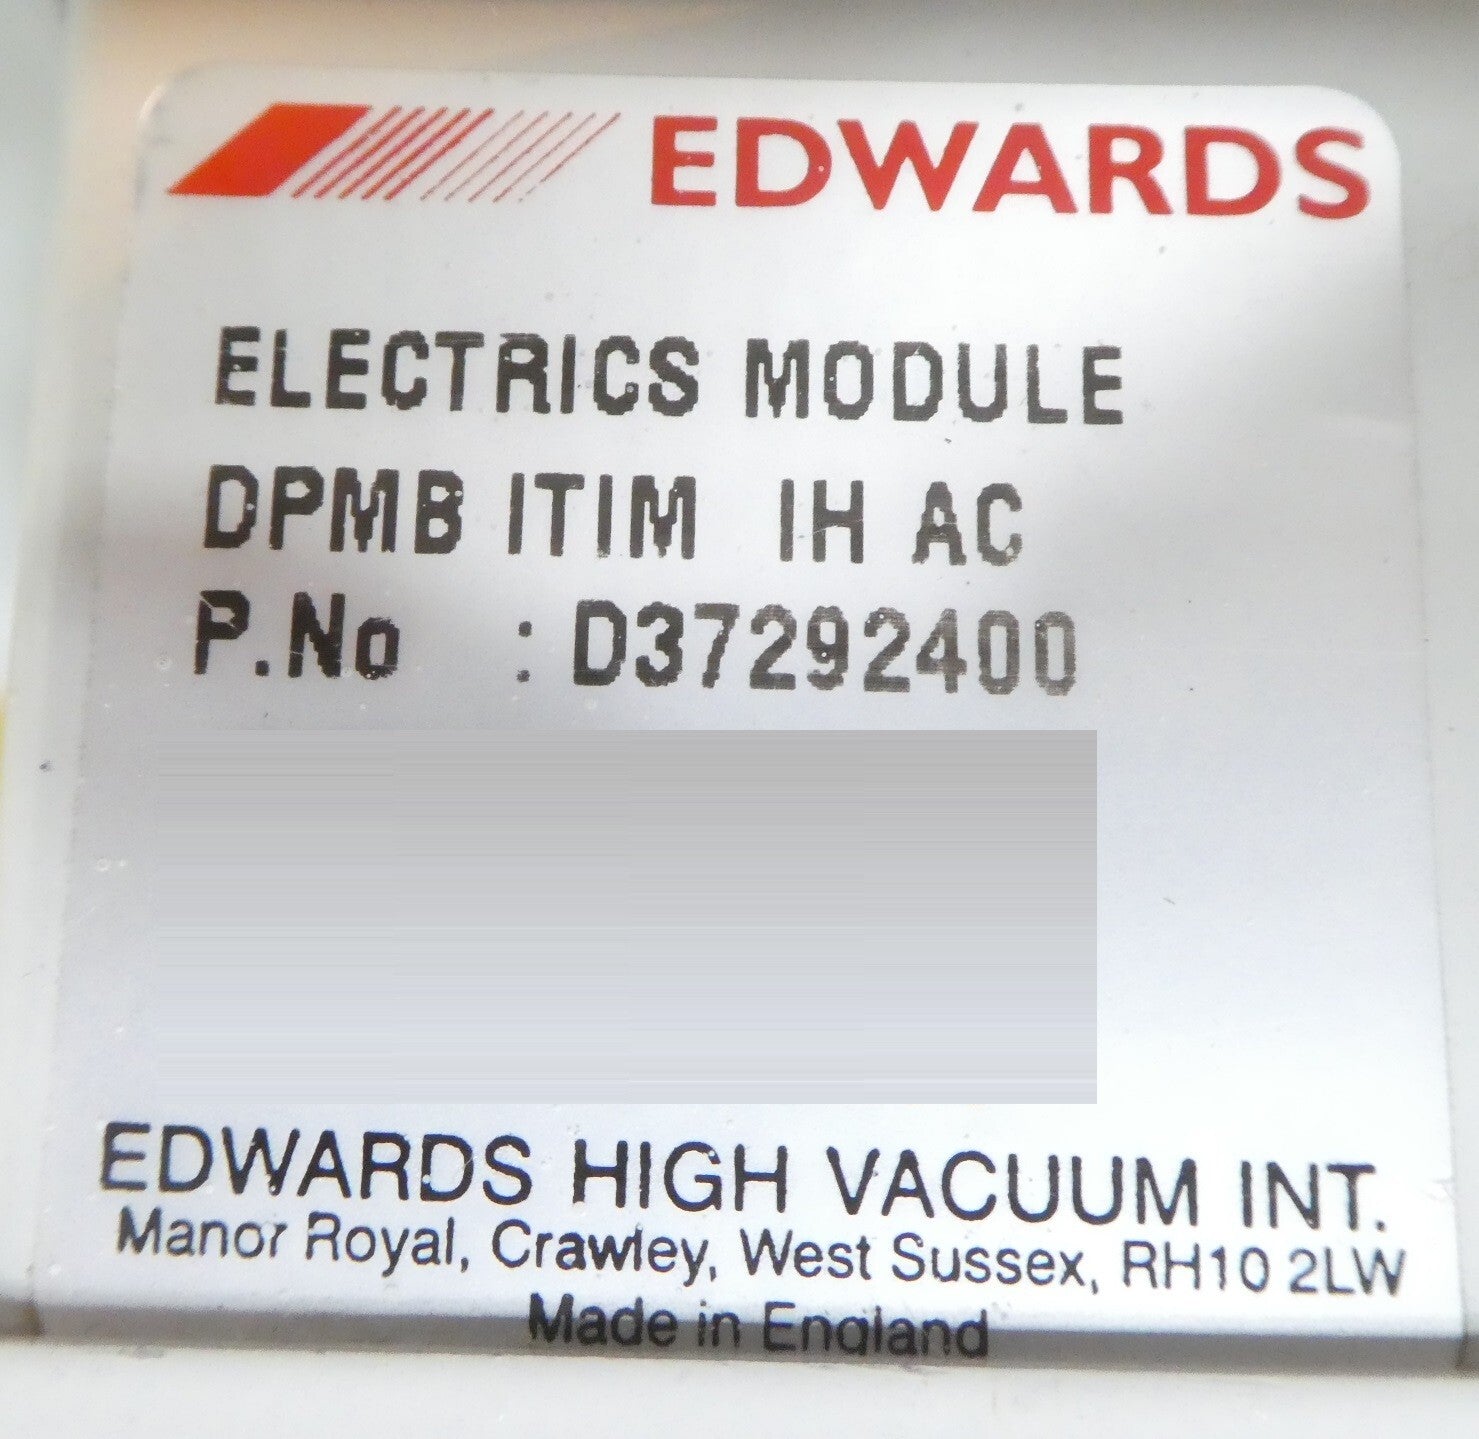 EDWARDS
ELECTRICS MODULE
DPMB ITIM IH AC
P.No : D37292400
EDWARDS HIGH VACUUM INT.
Manor Royal, Crawley, West Sussex, RH10 2LW
Made in England